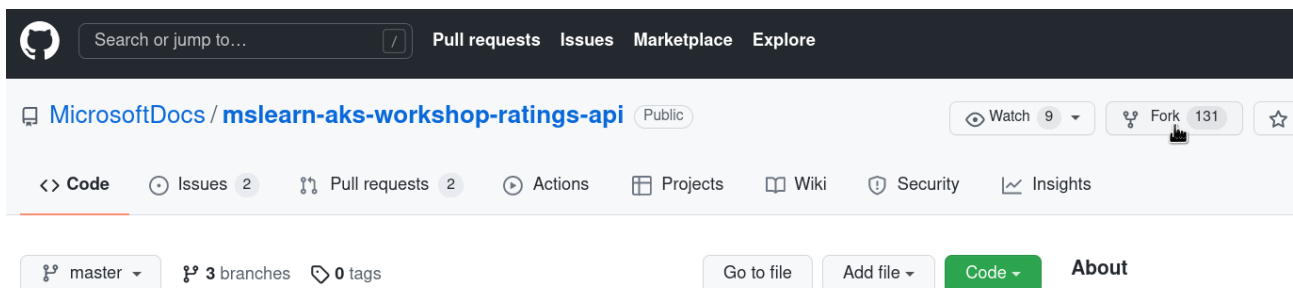 Search or jump to… / Pull requests Issues Marketplace Explore
MicrosoftDocs / mslearn-aks-workshop-ratings-api Public Watch 9 Fork 131
Code Issues 2 Pull requests 2 Actions Projects Wiki Security Insights
master 3 branches 0 tags Go to file Add file Code About